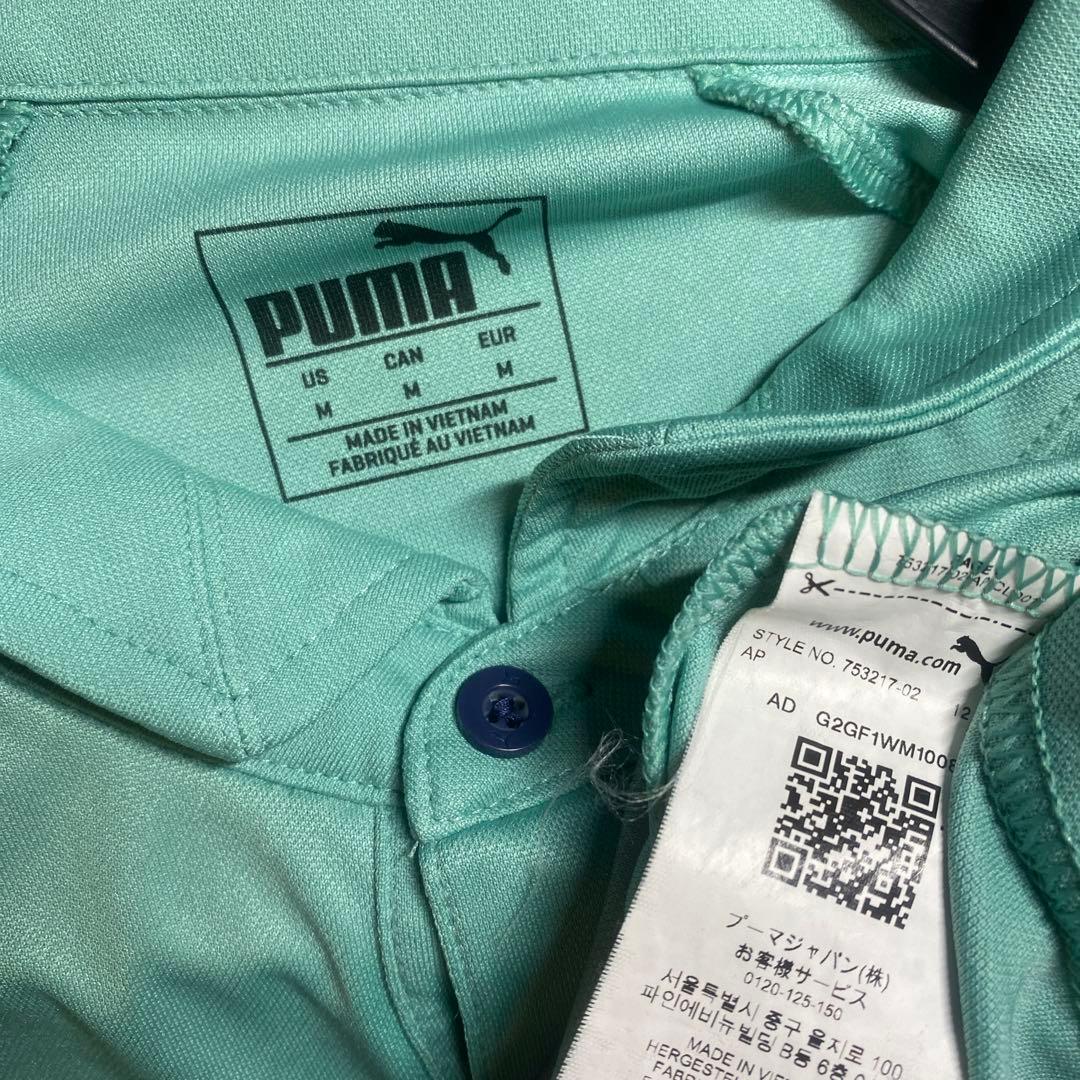 PUMA
US CAN EUR
M M M
MADE IN VIETNAM
FABRIQUÉ AU VIETNAM
www.puma.com
STYLE NO. 753217-02
AP
AD G2GF1WM1008
プーマジャパン(株)
お客様サービス
0120-125-150
서울특별시 중구 을지로 100
파인에비뉴빌딩 B동 6층
MADE IN